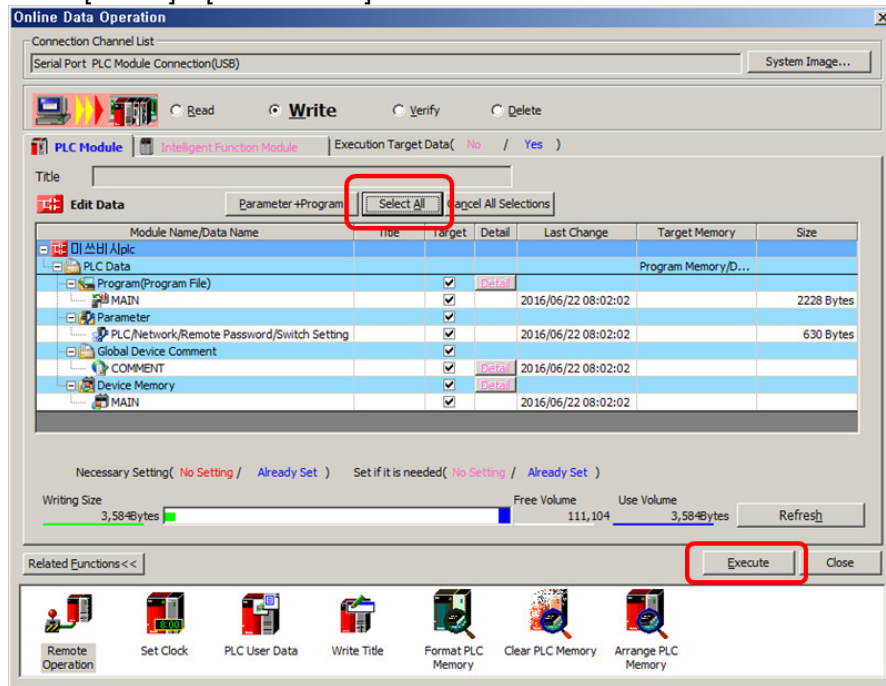 Online Data Operation
Connection Channel List
Serial Port PLC Module Connection(USB)
System Image...
Read Write Verify Delete
PLC Module Intelligent Function Module Execution Target Data( No / Yes )
Title
Edit Data Parameter+Program Select All Cancel All Selections
Module Name/Data Name Title Target Detail Last Change Target Memory Size
미쓰비시plc
PLC Data Program Memory/D...
Program(Program File) Detail
MAIN 2016/06/22 08:02:02 2228 Bytes
Parameter
PLC/Network/Remote Password/Switch Setting 2016/06/22 08:02:02 630 Bytes
Global Device Comment
COMMENT Detail 2016/06/22 08:02:02
Device Memory Detail
MAIN 2016/06/22 08:02:02
Necessary Setting( No Setting / Already Set ) Set if it is needed( No Setting / Already Set )
Writing Size Free Volume Use Volume
3,584Bytes 111,104 3,584Bytes Refresh
Related Functions<< Execute Close
Remote Operation
Set Clock
PLC User Data
Write Title
Format PLC Memory
Clear PLC Memory
Arrange PLC Memory